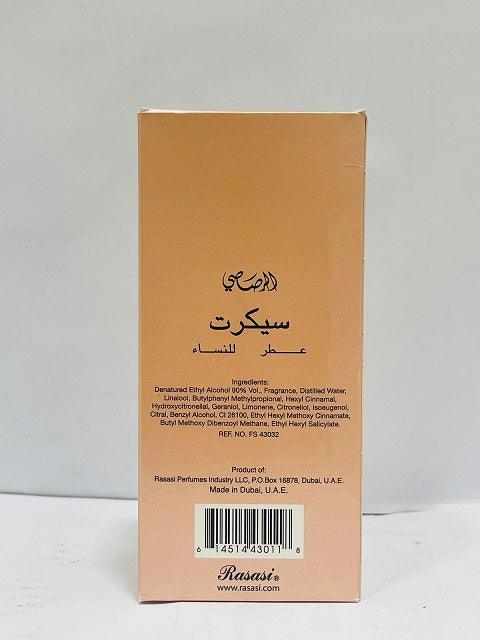 الرصاصي
سيكرت
عطر للنساء
Ingredients:
Denatured Ethyl Alcohol 90% Vol., Fragrance, Distilled Water,
Linalool, Butylphenyl Methylpropional, Hexyl Cinnamal,
Hydroxycitronellal, Geraniol, Limonene, Citronellol, Isoeugenol,
Citral, Benzyl Alcohol, CI 26100, Ethyl Hexyl Methoxy Cinnamate,
Butyl Methoxy Dibenzoyl Methane, Ethyl Hexyl Salicylate.
REF. NO. FS 43032
Product of:
Rasasi Perfumes Industry LLC, P.O.Box 16878, Dubai, U.A.E.
Made in Dubai, U.A.E.
6 14514 43011 8
Rasasi®
www.rasasi.com